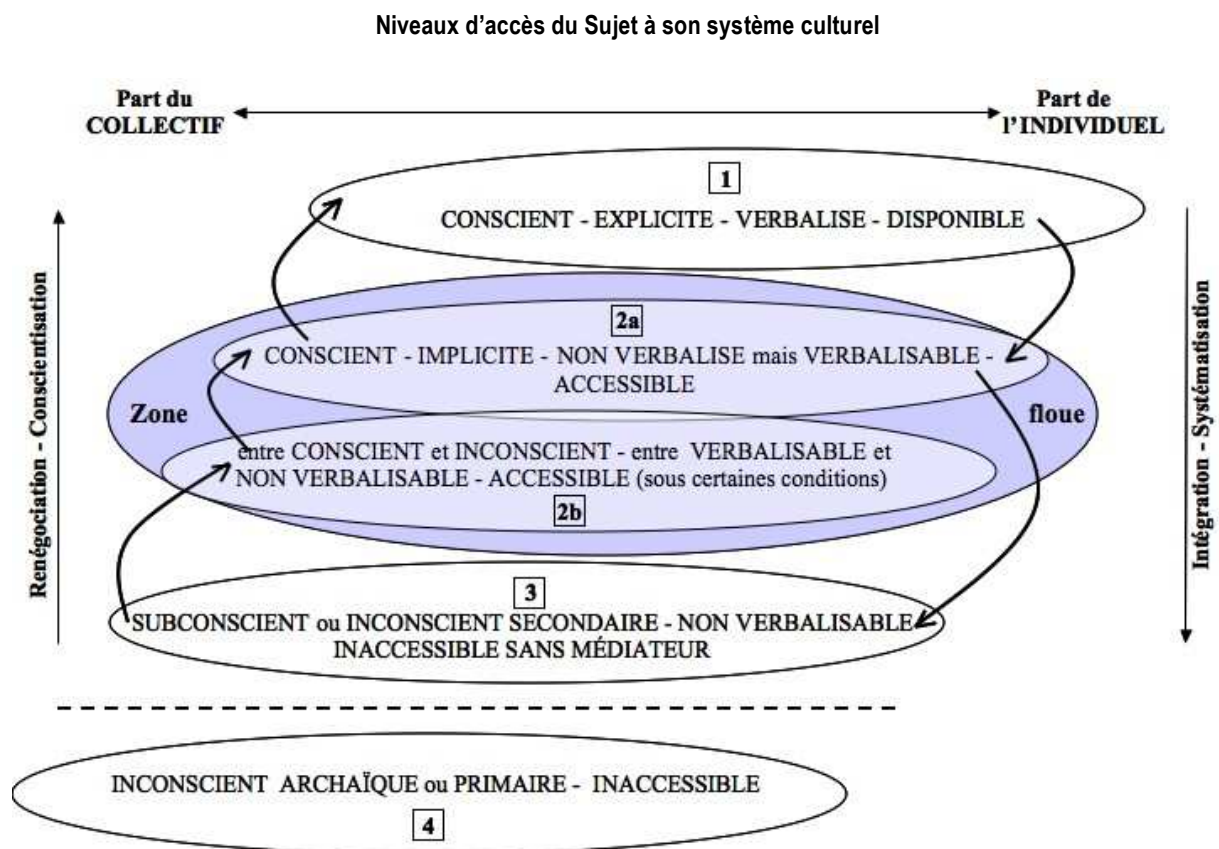 Niveaux d’accès du Sujet à son système culturel
Part du
COLLECTIF
Part de
l’INDIVIDUEL
1
CONSCIENT - EXPLICITE - VERBALISE - DISPONIBLE
Renégociation - Conscientisation
Intégration - Systématisation
2a
CONSCIENT - IMPLICITE - NON VERBALISE mais VERBALISABLE -
ACCESSIBLE
Zone
floue
entre CONSCIENT et INCONSCIENT - entre VERBALISABLE et
NON VERBALISABLE - ACCESSIBLE (sous certaines conditions)
2b
3
SUBCONSCIENT ou INCONSCIENT SECONDAIRE - NON VERBALISABLE
INACCESSIBLE SANS MÉDIATEUR
INCONSCIENT ARCHAÏQUE ou PRIMAIRE - INACCESSIBLE
4